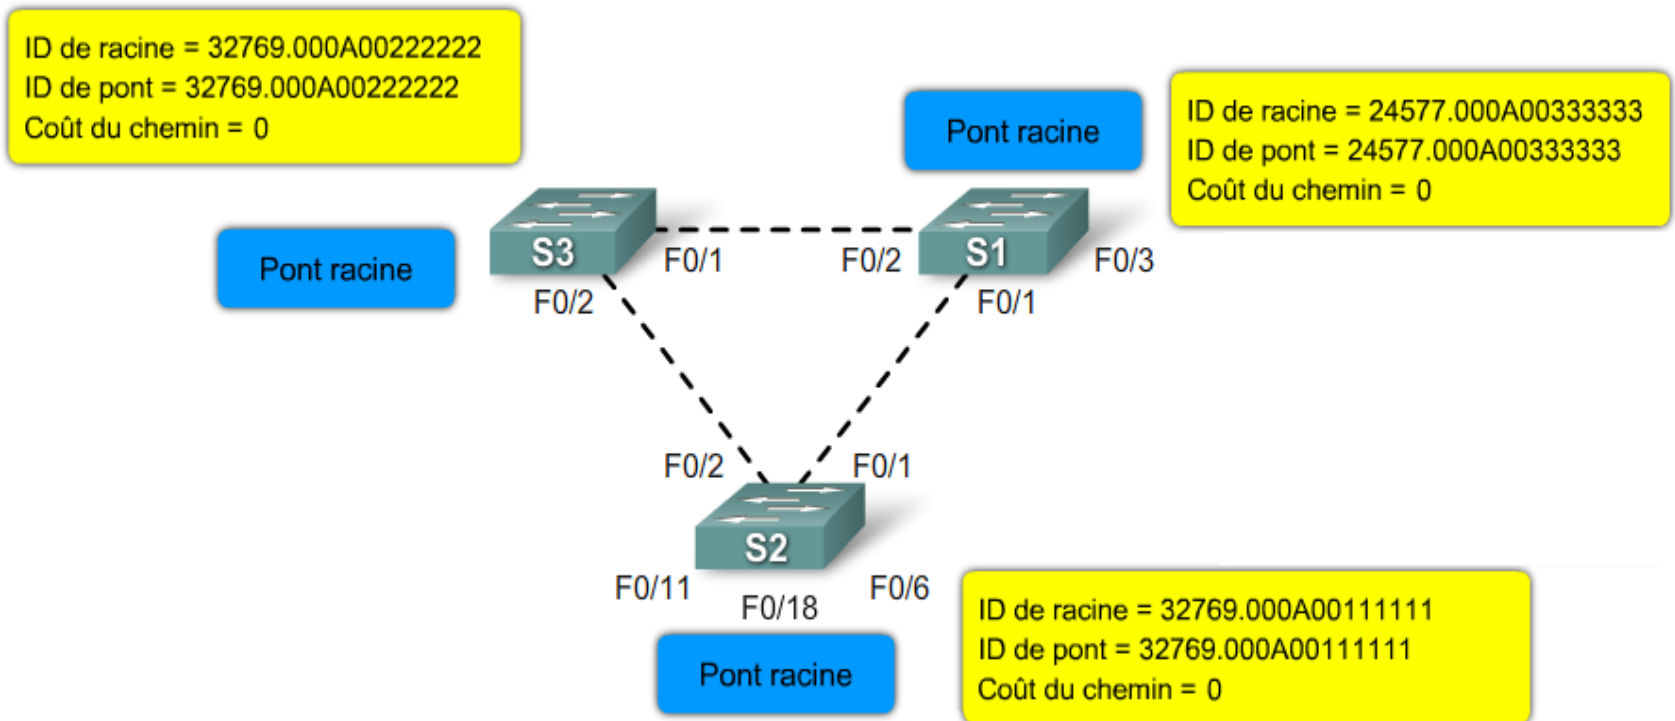 ID de racine = 32769.000A00222222
ID de pont = 32769.000A00222222
Coût du chemin = 0
Pont racine
ID de racine = 24577.000A00333333
ID de pont = 24577.000A00333333
Coût du chemin = 0
Pont racine
S3
F0/1
F0/2
S1
F0/3
F0/2
F0/1
F0/2
F0/1
S2
F0/11
F0/18
F0/6
Pont racine
ID de racine = 32769.000A00111111
ID de pont = 32769.000A00111111
Coût du chemin = 0